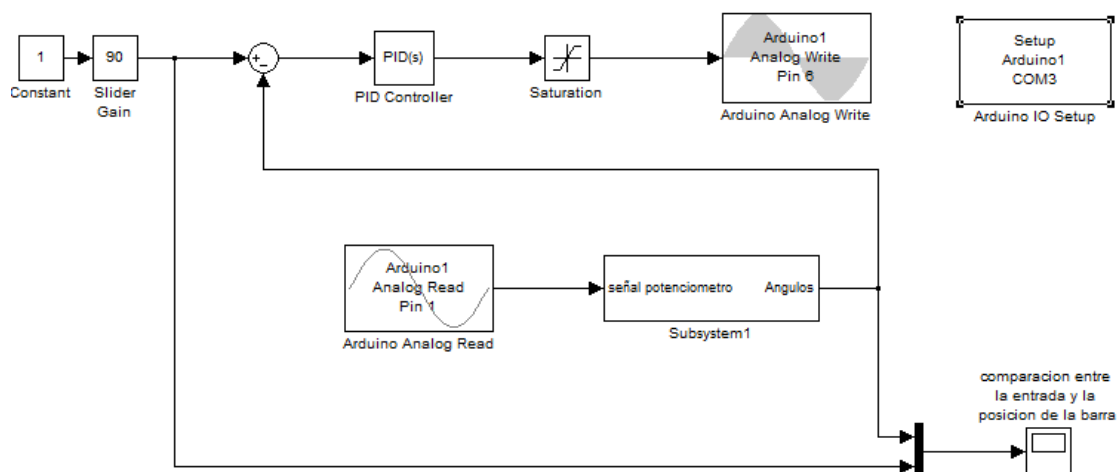 1
Constant
90
Slider
Gain
+
−
PID(s)
PID Controller
Saturation
Arduino1
Analog Write
Pin 6
Arduino Analog Write
Setup
Arduino1
COM3
Arduino IO Setup
Arduino1
Analog Read
Pin 1
Arduino Analog Read
señal potenciometro
Angulos
Subsystem1
comparacion entre
la entrada y la
posicion de la barra